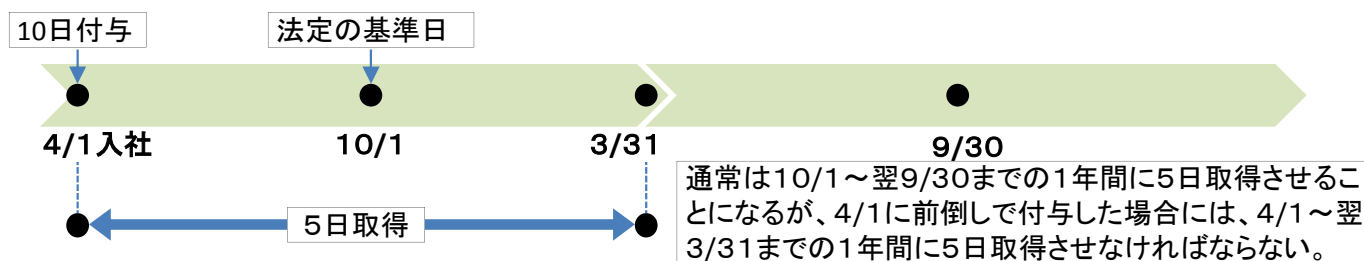 10日付与
法定の基準日
4/1入社
10/1
3/31
9/30
5日取得
通常は10/1～翌9/30までの1年間に5日取得させるこ
とになるが、4/1に前倒しで付与した場合には、4/1～翌
3/31までの1年間に5日取得させなければならない。